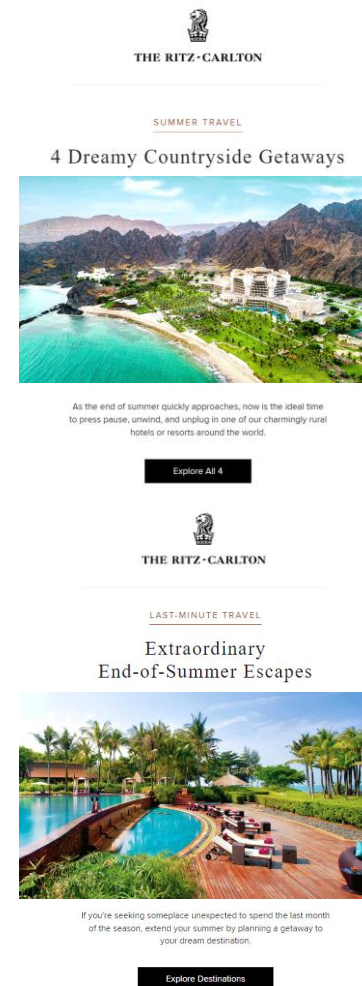 THE RITZ-CARLTON
SUMMER TRAVEL
4 Dreamy Countryside Getaways
As the end of summer quickly approaches, now is the ideal time
to press pause, unwind, and unplug in one of our charmingly rural
hotels or resorts around the world.
Explore All 4
THE RITZ-CARLTON
LAST-MINUTE TRAVEL
Extraordinary
End-of-Summer Escapes
If you're seeking someplace unexpected to spend the last month
of the season, extend your summer by planning a getaway to
your dream destination.
Explore Destinations